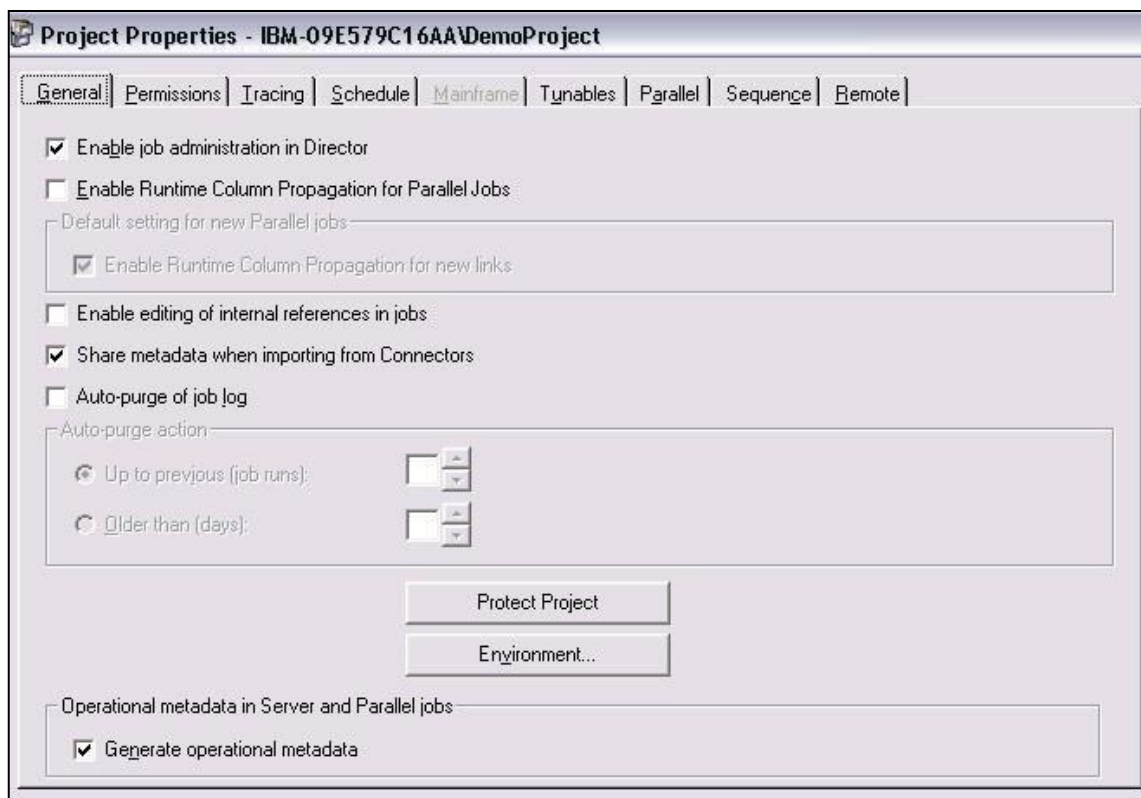 Project Properties - IBM-09E579C16AA\DemoProject
General Permissions Tracing Schedule Mainframe Tunables Parallel Sequence Remote
Enable job administration in Director
Enable Runtime Column Propagation for Parallel Jobs
Default setting for new Parallel jobs
Enable Runtime Column Propagation for new links
Enable editing of internal references in jobs
Share metadata when importing from Connectors
Auto-purge of job log
Auto-purge action
Up to previous (job runs):
Older than (days):
Protect Project
Environment...
Operational metadata in Server and Parallel jobs
Generate operational metadata